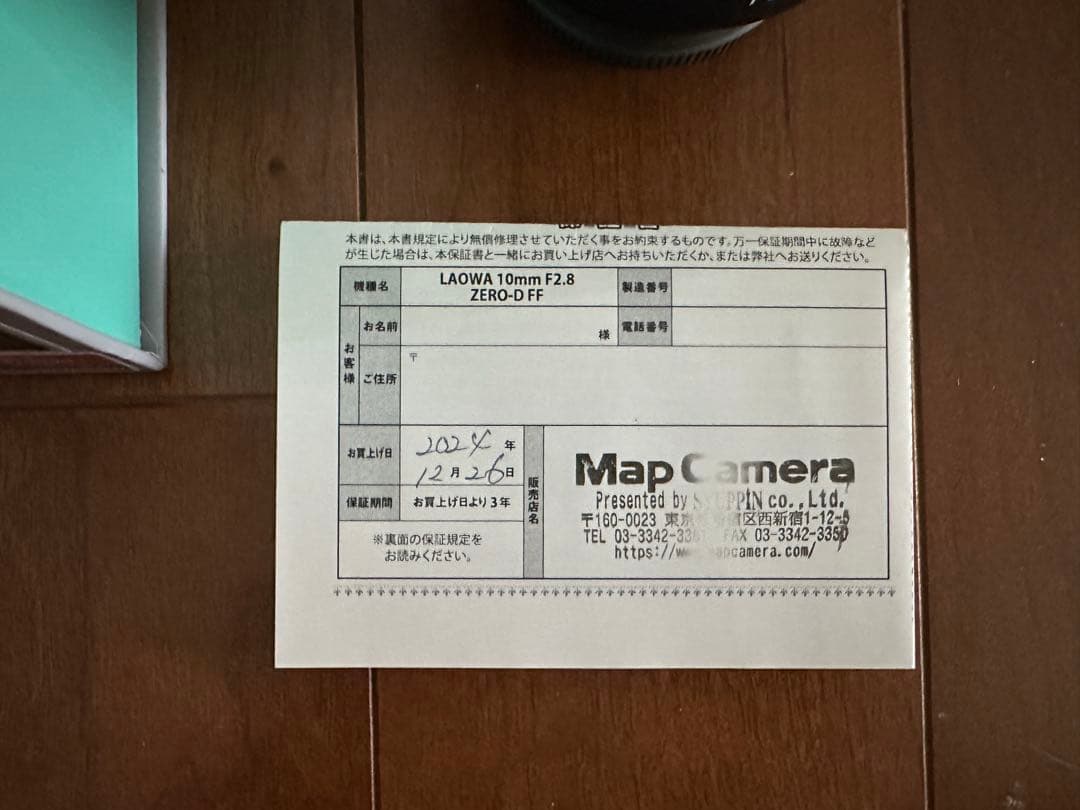 本書は、本書規定により無償修理させていただく事をお約束するものです。万一保証期間中に故障など
が生じた場合は、本保証書と一緒にお買い上げ店へお持ちいただくか、または弊社へお送りください。
機種名
LAOWA 10mm F2.8
ZERO-D FF
製造番号
お客様
お名前
様
電話番号
ご住所
〒
お買上げ日
2024年
12月26日
保証期間
お買上げ日より3年
※裏面の保証規定を
お読みください。
販売店名
Map Camera
Presented by co.,Ltd.
〒160-0023 区西新宿1-12-5
TEL 03-3342- FAX 03-3342-3350
https://www.mapcamera.com/